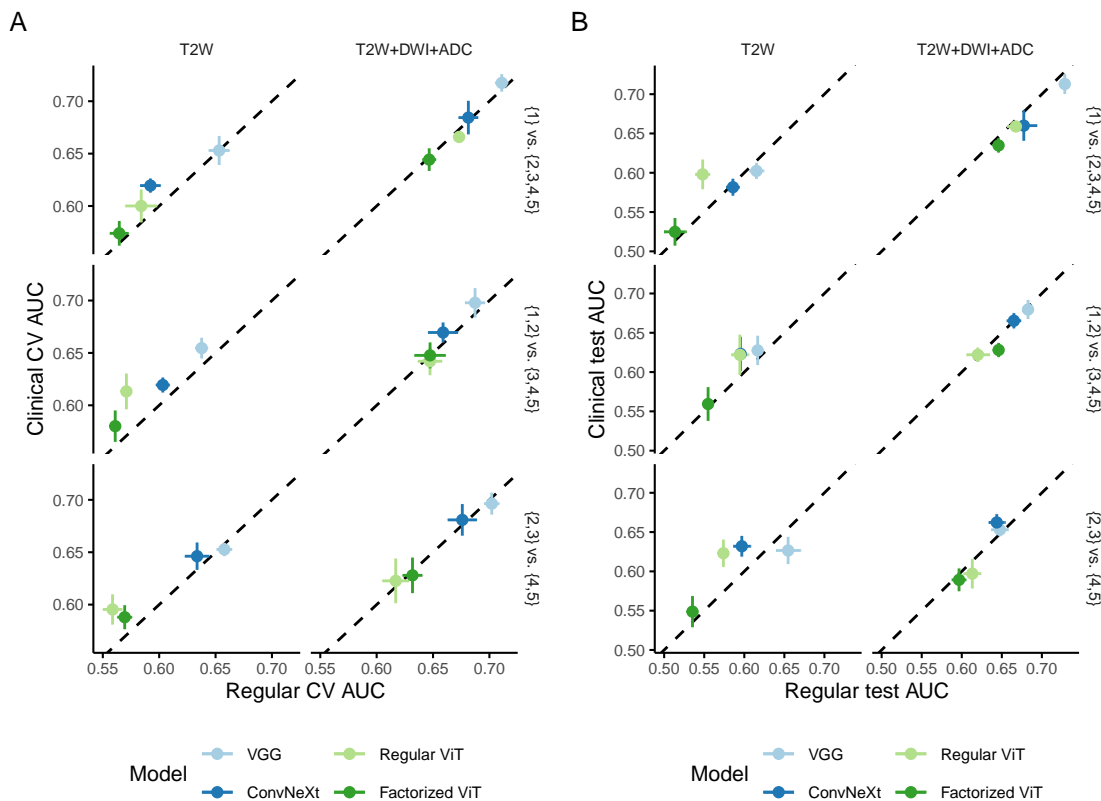 A
B
T2W
T2W+DWI+ADC
T2W
T2W+DWI+ADC
0.70
0.65
0.60
{1} vs. {2,3,4,5}
0.70
0.65
0.60
0.55
0.50
{1} vs. {2,3,4,5}
Clinical CV AUC
0.70
0.65
0.60
{1,2} vs. {3,4,5}
Clinical test AUC
0.70
0.65
0.60
0.55
0.50
{1,2} vs. {3,4,5}
0.70
0.65
0.60
{2,3} vs. {4,5}
0.70
0.65
0.60
0.55
0.50
{2,3} vs. {4,5}
0.55 0.60 0.65 0.70 0.55 0.60 0.65 0.70
Regular CV AUC
0.50 0.55 0.60 0.65 0.70 0.50 0.55 0.60 0.65 0.70
Regular test AUC
Model
VGG
Regular ViT
ConvNeXt
Factorized ViT
Model
VGG
Regular ViT
ConvNeXt
Factorized ViT